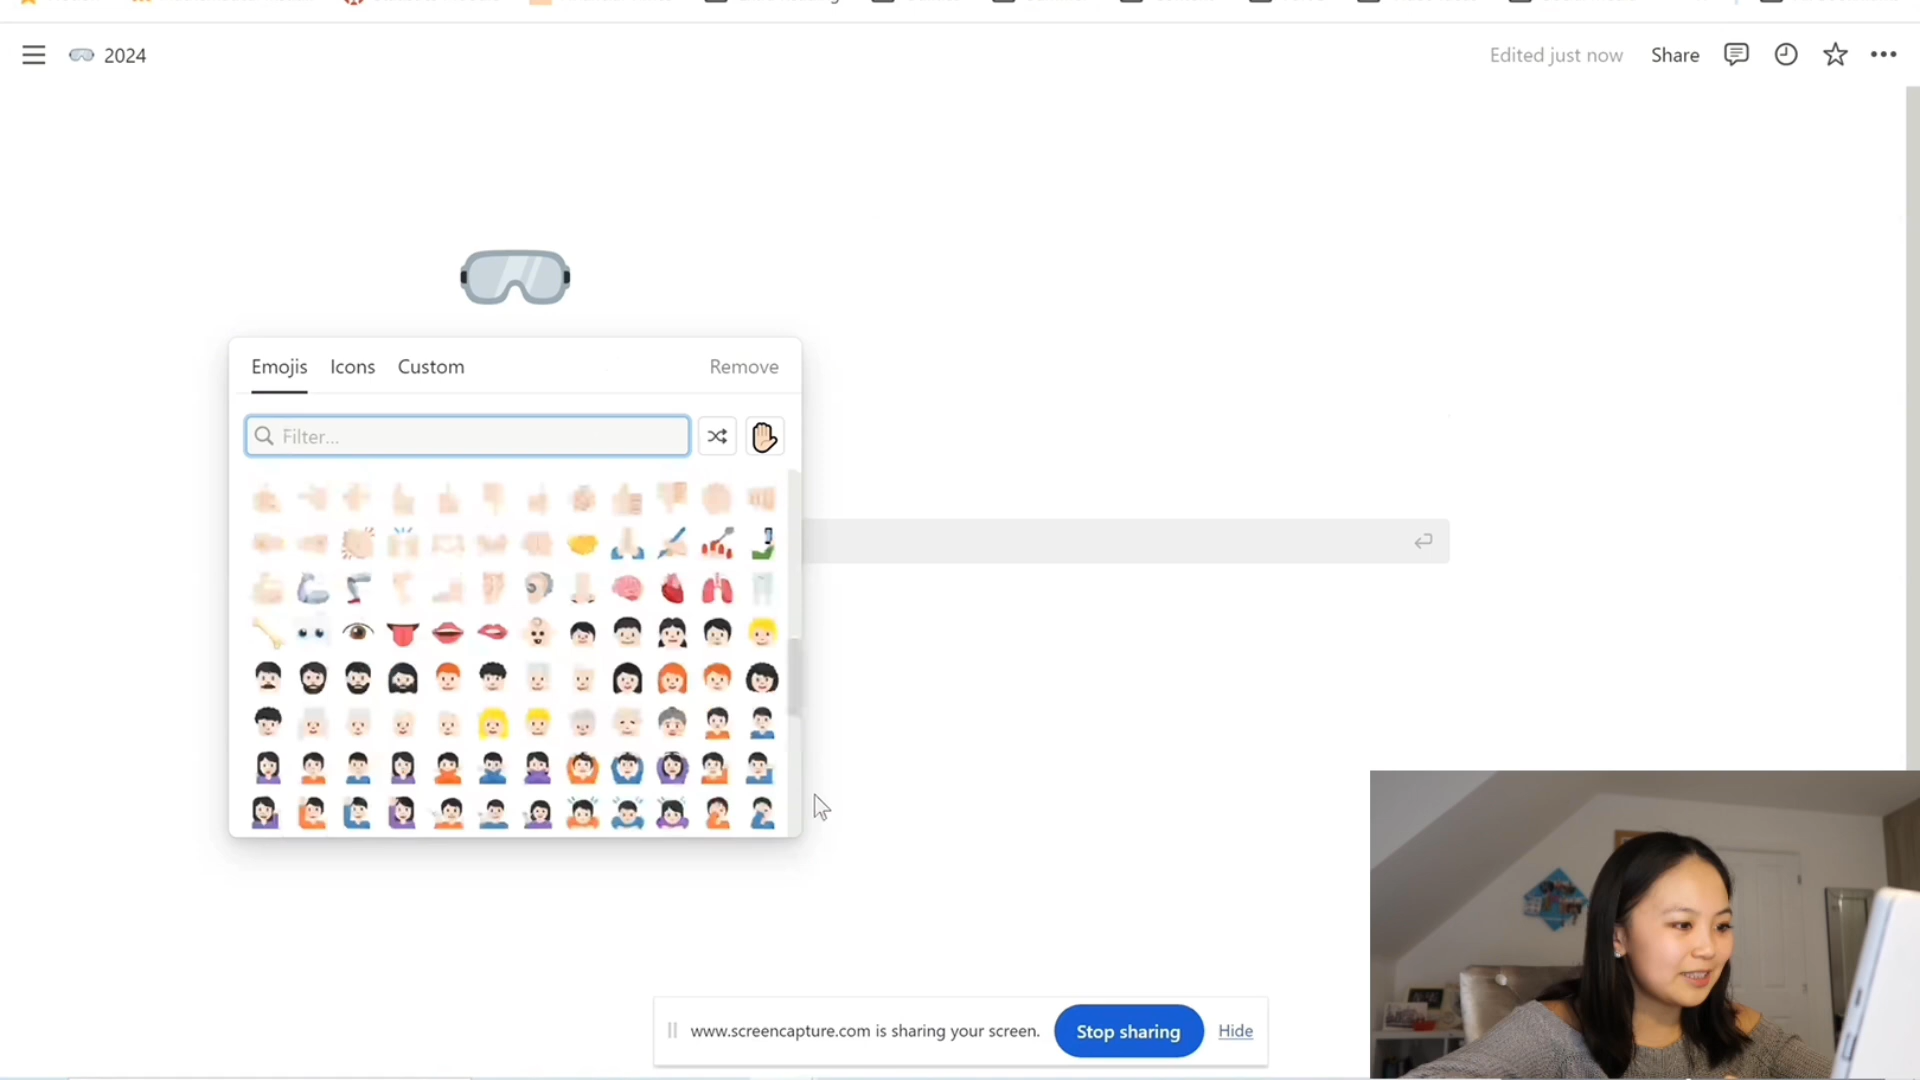 2024
Edited just now Share
Emojis Icons Custom Remove
Filter...
www.screencapture.com is sharing your screen. Stop sharing Hide